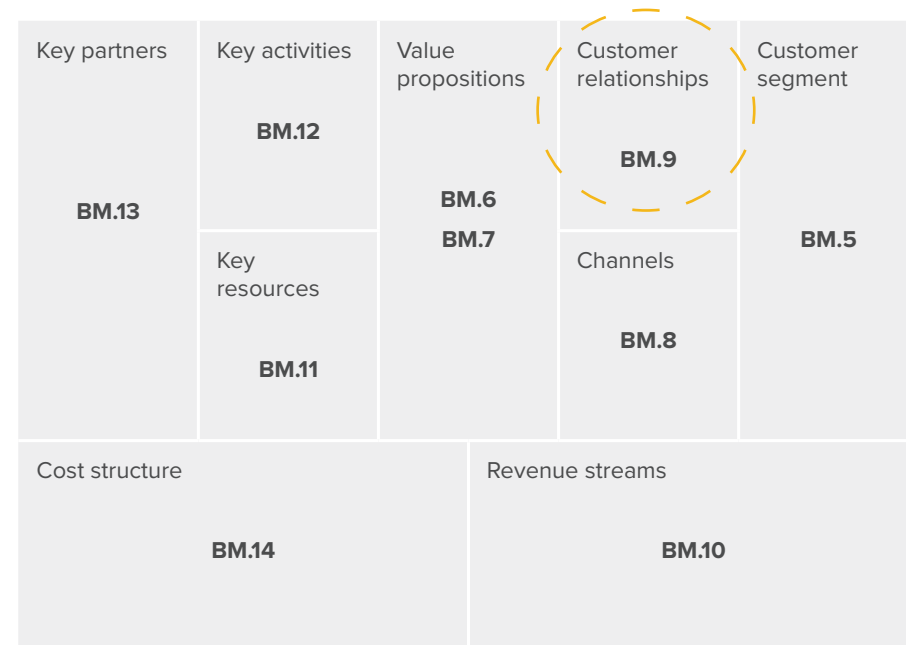 Key partners
BM.13
Key activities
BM.12
Key
resources
BM.11
Value
propositions
BM.6
BM.7
Customer
relationships
BM.9
Channels
BM.8
Customer
segment
BM.5
Cost structure
BM.14
Revenue streams
BM.10